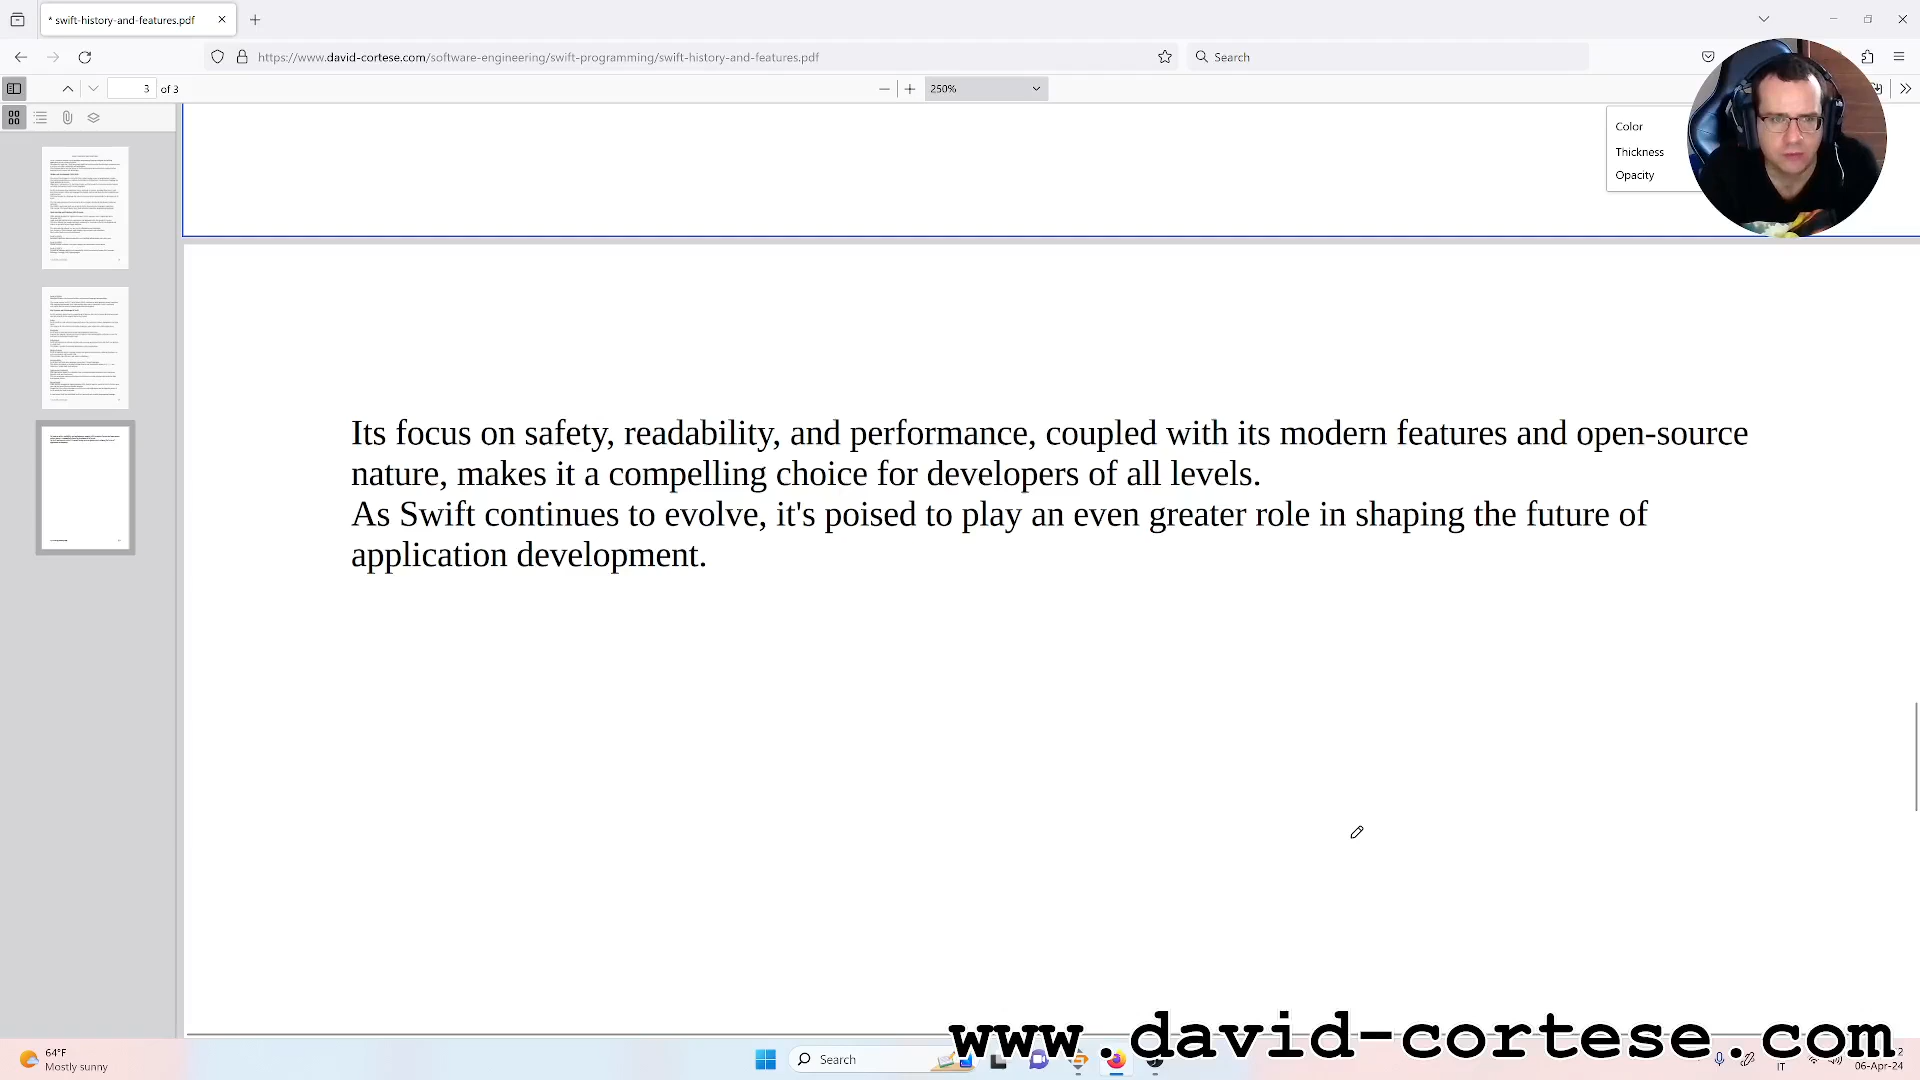 * swift-history-and-features.pdf
https://www.david-cortese.com/software-engineering/swift-programming/swift-history-and-features.pdf
Search
3 of 3
250%
Color
Thickness
Opacity
Its focus on safety, readability, and performance, coupled with its modern features and open-source
nature, makes it a compelling choice for developers of all levels.
As Swift continues to evolve, it's poised to play an even greater role in shaping the future of
application development.
www.david-cortese.com
64°F
Mostly sunny
Search
IT
06-Apr-24